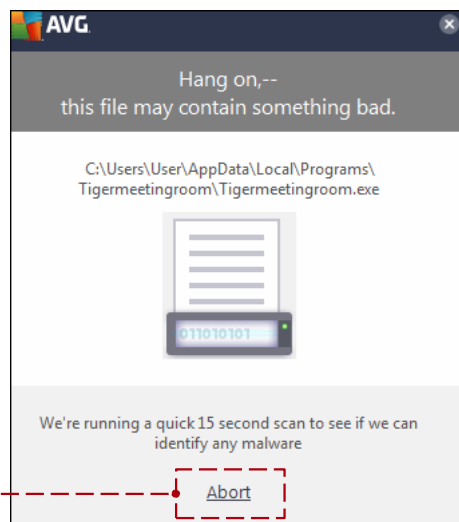 AVG
Hang on,--
this file may contain something bad.
C:\Users\User\AppData\Local\Programs\
Tigermeetingroom\Tigermeetingroom.exe
011010101
We're running a quick 15 second scan to see if we can
identify any malware
Abort